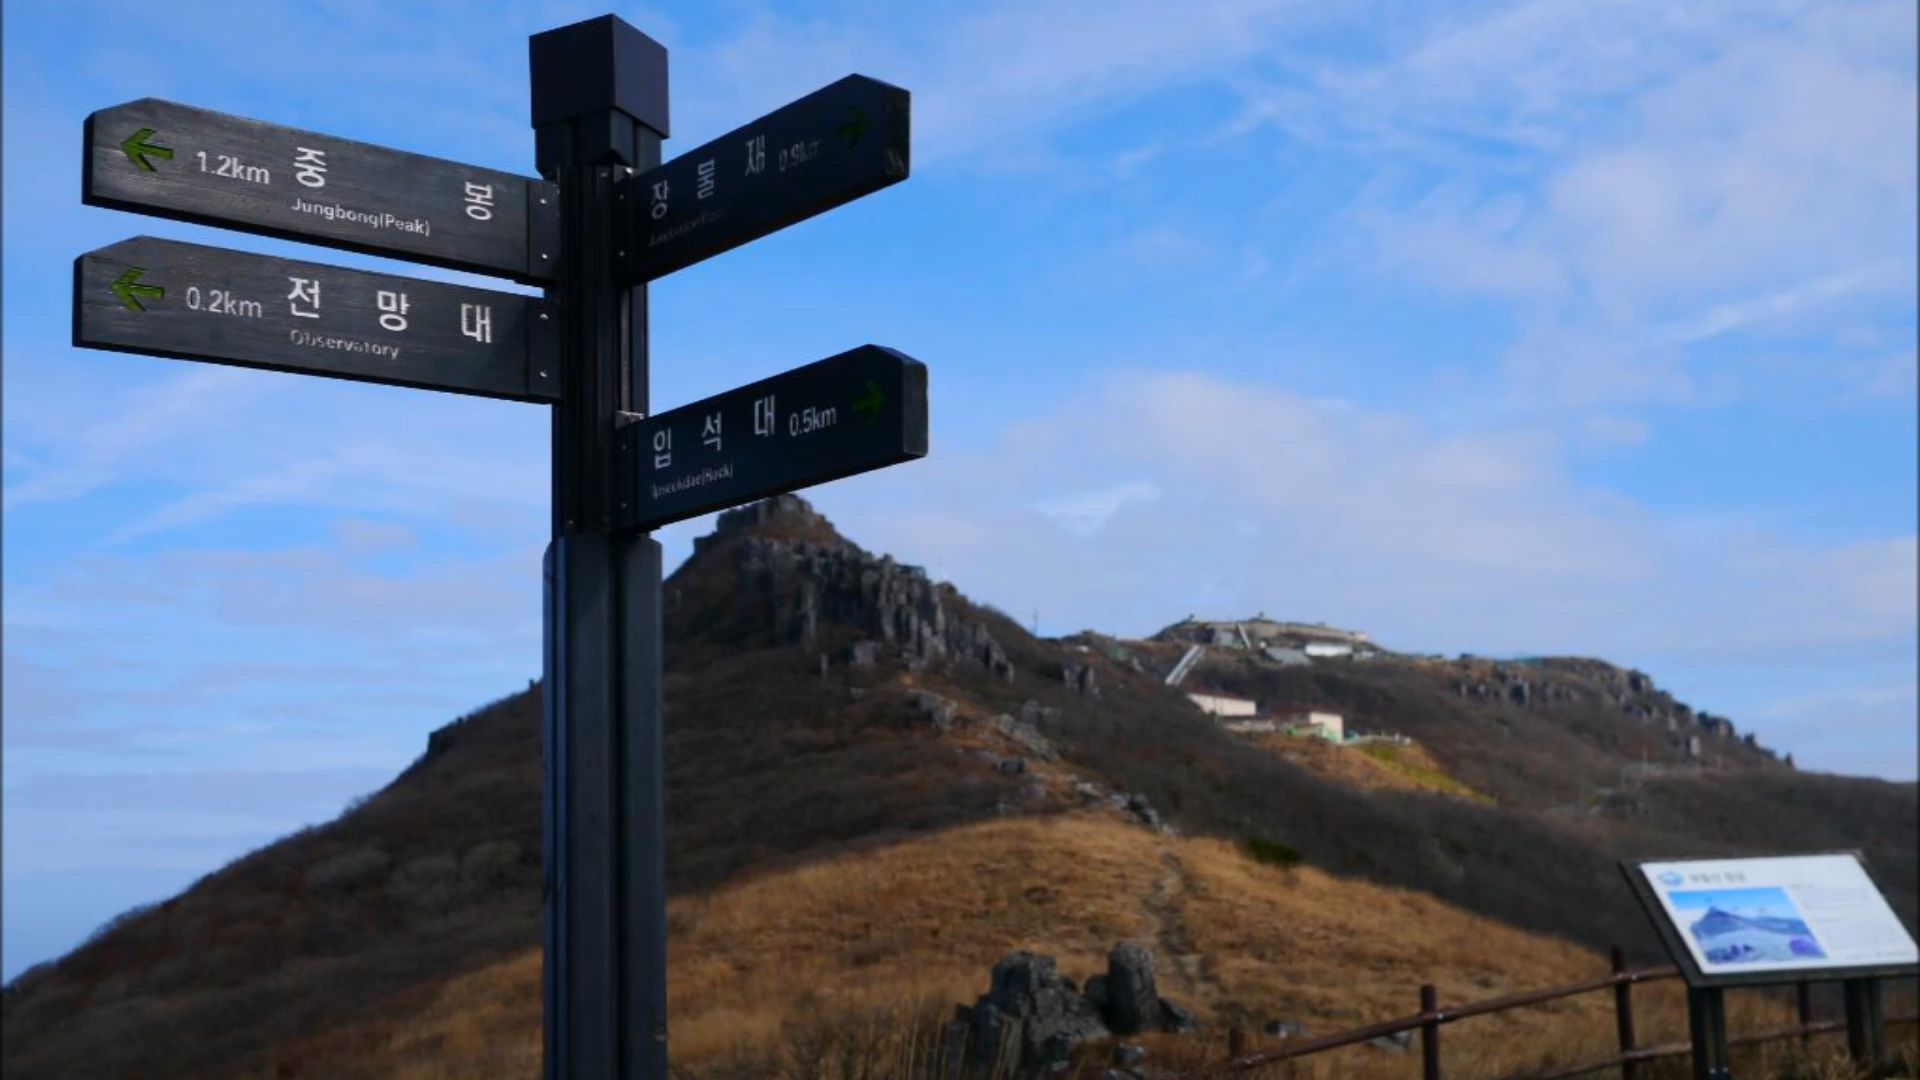 1.2km 중 봉
Jungbong(Peak)
0.2km 전 망 대
Observatory
장 불 재 0.9km
입 석 대 0.5km
Ipseokdae(Rock)